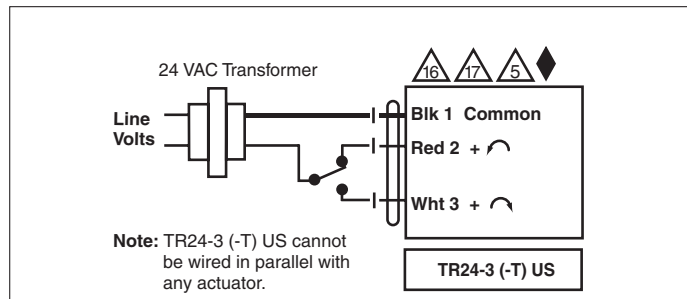 16 17 5
24 VAC Transformer
Line
Volts
Blk 1 Common
Red 2 +
Wht 3 +
Note: TR24-3 (-T) US cannot
be wired in parallel with
any actuator.
TR24-3 (-T) US